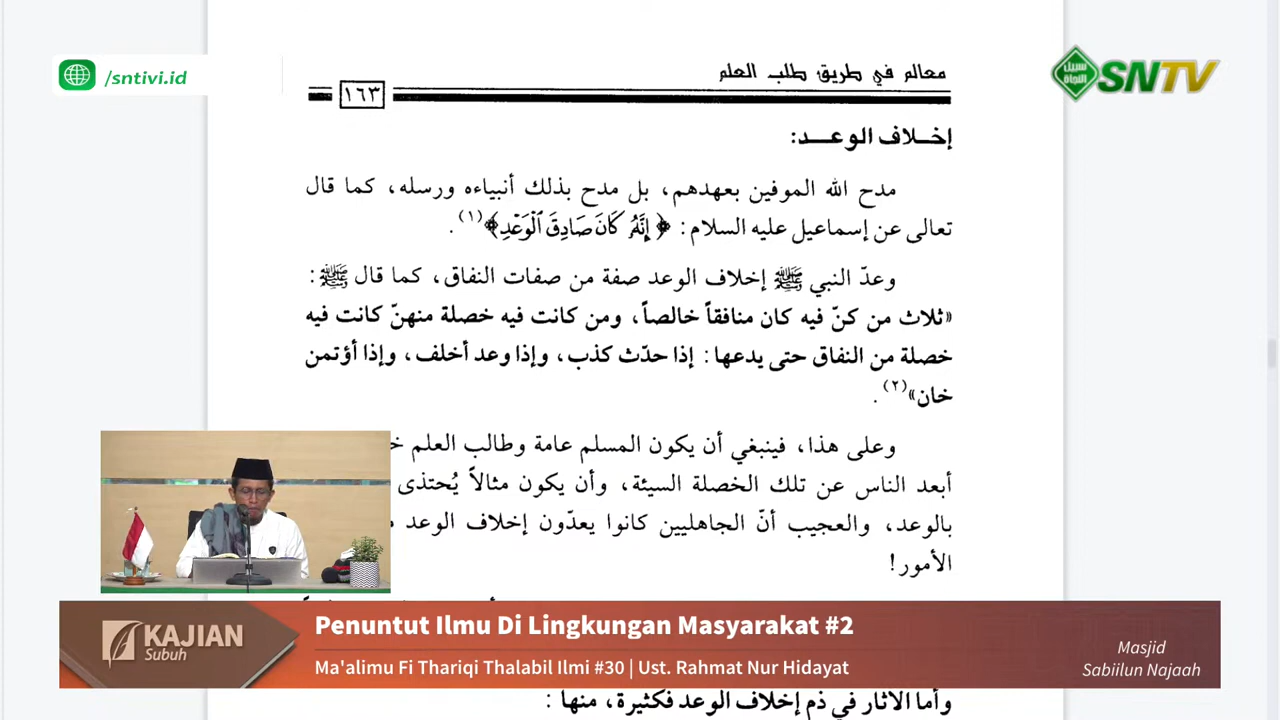 /sntivi.id
سبيل النجاة
SNTV
معالم في طريق طلب العلم
١٦٣
إخـلاف الـوعـــد:
مدح الله الموفين بعهدهم، بل مدح بذلك أنبياءه ورسله، كما قال
تعالى عن إسماعيل عليه السلام: ﴿إِنَّهُۥ كَانَ صَادِقَ ٱلْوَعْدِ﴾(١).
وعدّ النبي ﷺ إخلاف الوعد صفة من صفات النفاق، كما قال ﷺ:
«ثلاث من كنّ فيه كان منافقاً خالصاً، ومن كانت فيه خصلة منهنّ كانت فيه
خصلة من النفاق حتى يدعها: إذا حدّث كذب، وإذا وعد أخلف، وإذا أؤتمن
خان»(٢).
وعلى هذا، فينبغي أن يكون المسلم عامة وطالب العلم
أبعد الناس عن تلك الخصلة السيئة، وأن يكون مثالاً يُحتذى
بالوعد، والعجيب أنّ الجاهليين كانوا يعدّون إخلاف الوعد
الأمور!
KAJIAN
Subuh
Penuntut Ilmu Di Lingkungan Masyarakat #2
Ma'alimu Fi Thariqi Thalabil Ilmi #30 | Ust. Rahmat Nur Hidayat
Masjid
Sabiilun Najaah
وأما الآثار في ذم إخلاف الوعد فكثيرة، منها: